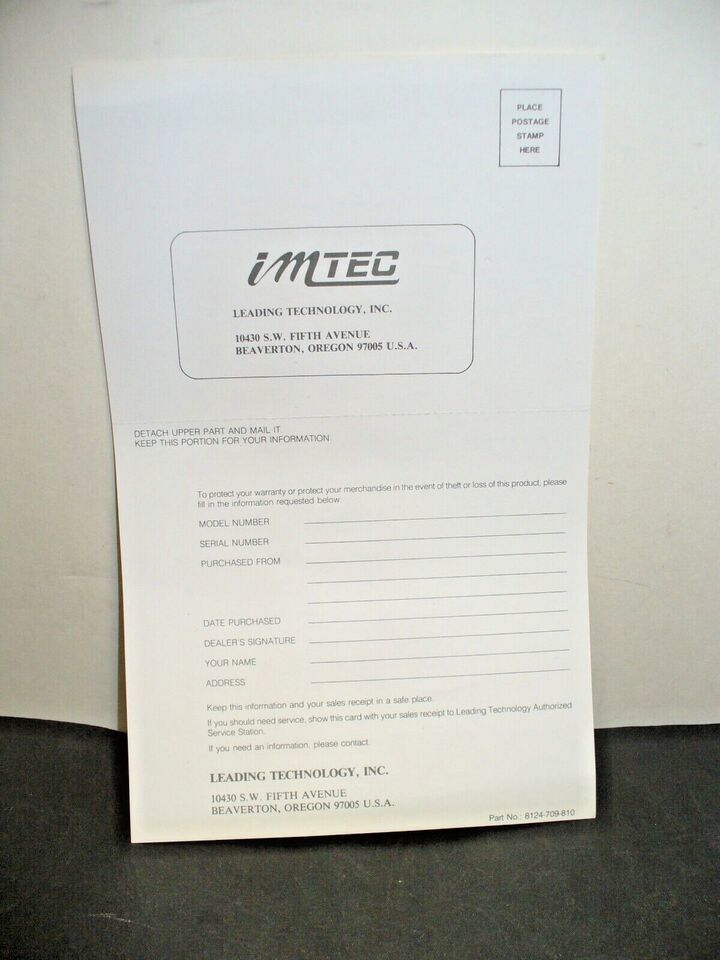 PLACE
POSTAGE
STAMP
HERE
imTEC
LEADING TECHNOLOGY, INC.
10430 S.W. FIFTH AVENUE
BEAVERTON, OREGON 97005 U.S.A.
DETACH UPPER PART AND MAIL IT.
KEEP THIS PORTION FOR YOUR INFORMATION.
To protect your warranty or protect your merchandise in the event of theft or loss of this product, please
fill in the information requested below:
MODEL NUMBER
SERIAL NUMBER
PURCHASED FROM
DATE PURCHASED
DEALER'S SIGNATURE
YOUR NAME
ADDRESS
Keep this information and your sales receipt in a safe place.
If you should need service, show this card with your sales receipt to Leading Technology Authorized
Service Station.
If you need an information, please contact.
LEADING TECHNOLOGY, INC.
10430 S.W. FIFTH AVENUE
BEAVERTON, OREGON 97005 U.S.A.
Part No.: 8124-709-810